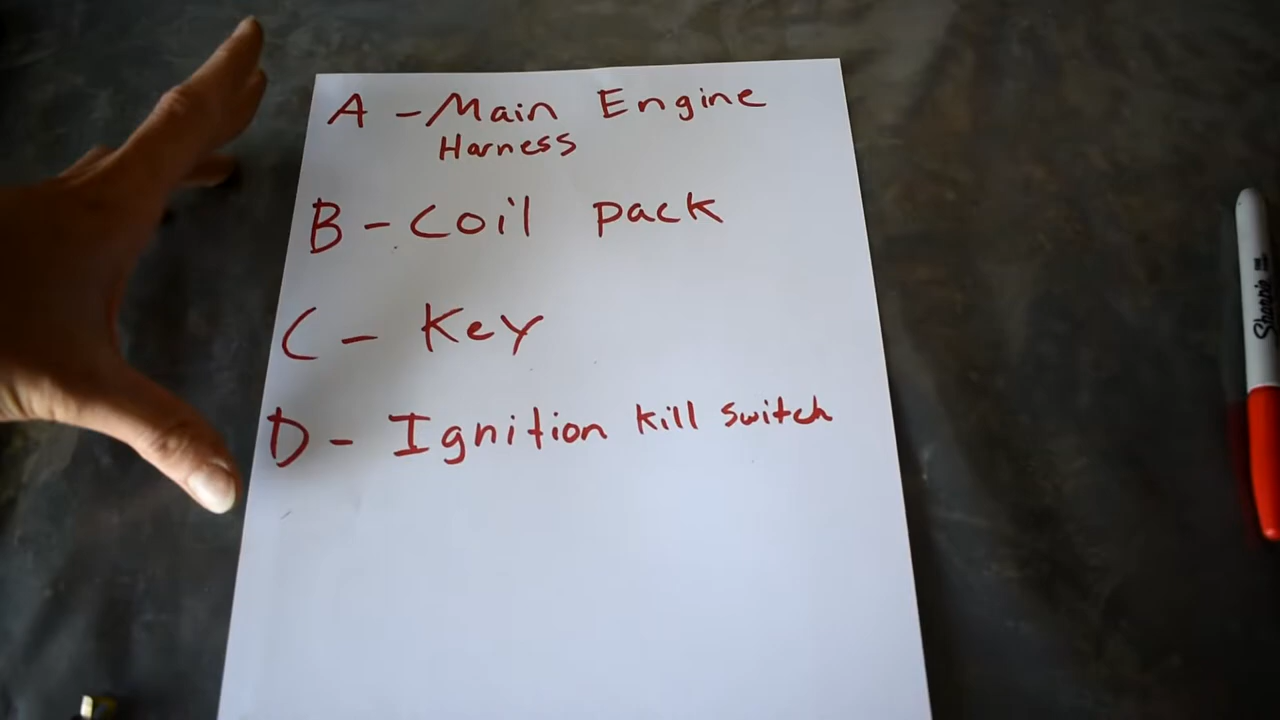 A - Main Engine
Harness
B - Coil pack
C - Key
D - Ignition kill switch
Sharpie